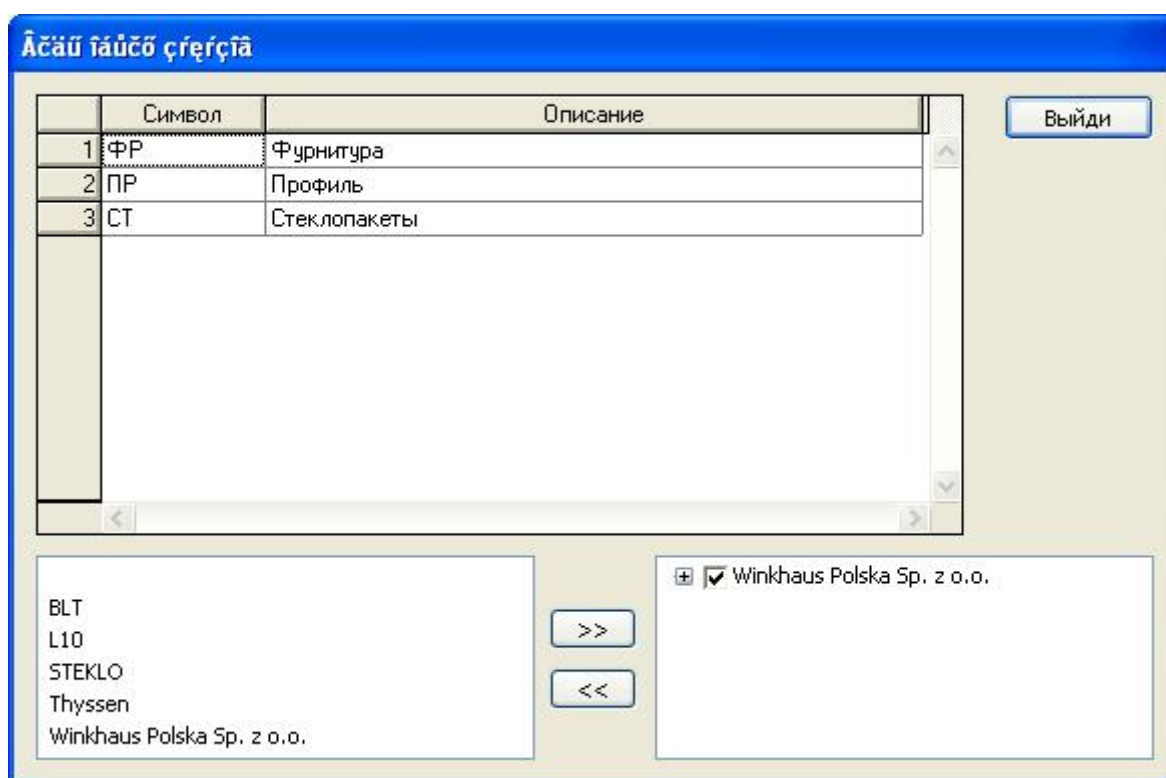 Âčäű îáůčő çŕęŕçîâ
Символ Описание
Выйди
1 ФР Фурнитура
2 ПР Профиль
3 СТ Стеклопакеты
Winkhaus Polska Sp. z o.o.
BLT
L10
>>
STEKLO
<<
Thyssen
Winkhaus Polska Sp. z o.o.